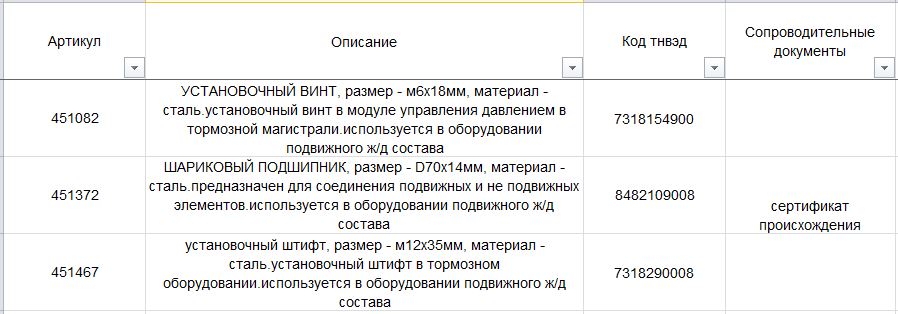 Артикул
Описание
Код тнвэд
Сопроводительные
документы
451082
УСТАНОВОЧНЫЙ ВИНТ, размер - м6х18мм, материал -
сталь.установочный винт в модуле управления давлением в
тормозной магистрали.используется в оборудовании
подвижного ж/д состава
7318154900
451372
ШАРИКОВЫЙ ПОДШИПНИК, размер - D70х14мм, материал -
сталь.предназначен для соединения подвижных и не подвижных
элементов.используется в оборудовании подвижного ж/д
состава
8482109008
сертификат
происхождения
451467
установочный штифт, размер - м12х35мм, материал -
сталь.установочный штифт в тормозном
оборудовании.используется в оборудовании подвижного ж/д
состава
7318290008